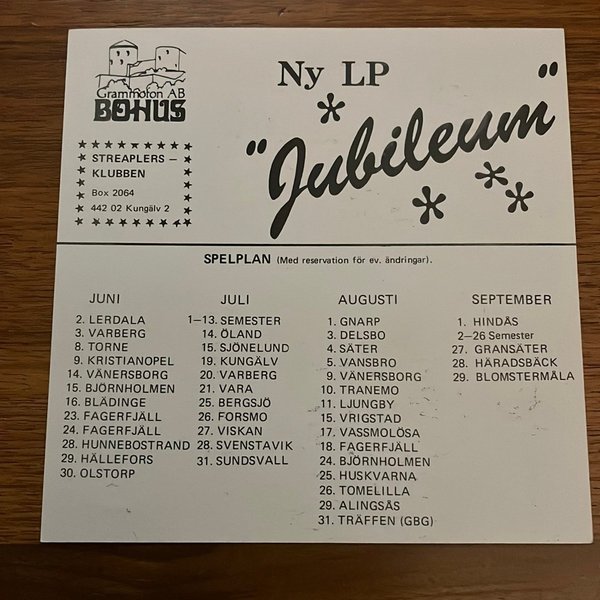 Grammofon AB
BOHUS
Ny LP
"Jubileum"
STREAPLERS –
KLUBBEN
Box 2064
442 02 Kungälv 2
SPELPLAN (Med reservation för ev. ändringar).
JUNI
2. LERDALA
3. VARBERG
8. TORNE
9. KRISTIANOPEL
14. VÄNERSBORG
15. BJÖRNHOLMEN
16. BLÄDINGE
23. FAGERFJÄLL
24. FAGERFJÄLL
28. HUNNEBOSTRAND
29. HÄLLEFORS
30. OLSTORP
JULI
1–13. SEMESTER
14. ÖLAND
15. SJÖNELUND
19. KUNGÄLV
20. VARBERG
21. VARA
25. BERGSJÖ
26. FORSMO
27. VISKAN
28. SVENSTAVIK
31. SUNDSVALL
AUGUSTI
1. GNARP
3. DELSBO
4. SÄTER
5. VANSBRO
9. VÄNERSBORG
10. TRANEMO
11. LJUNGBY
15. VRIGSTAD
17. VASSMOLÖSA
18. FAGERFJÄLL
24. BJÖRNHOLMEN
25. HUSKVARNA
26. TOMELILLA
29. ALINGSÅS
31. TRÄFFEN (GBG)
SEPTEMBER
1. HINDÅS
2–26 Semester
27. GRANSÄTER
28. HÄRADSBÄCK
29. BLOMSTERMÅLA